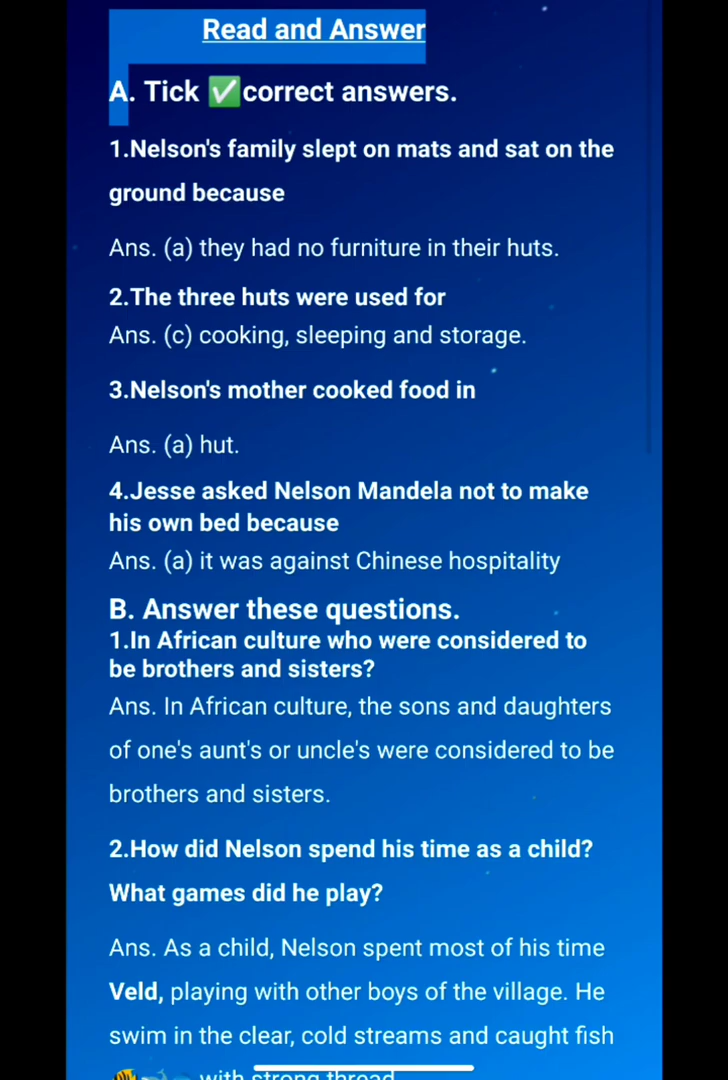 Read and Answer
A. Tick ✅correct answers.
1.Nelson's family slept on mats and sat on the
ground because
Ans. (a) they had no furniture in their huts.
2.The three huts were used for
Ans. (c) cooking, sleeping and storage.
3.Nelson's mother cooked food in
Ans. (a) hut.
4.Jesse asked Nelson Mandela not to make
his own bed because
Ans. (a) it was against Chinese hospitality
B. Answer these questions.
1.In African culture who were considered to
be brothers and sisters?
Ans. In African culture, the sons and daughters
of one's aunt's or uncle's were considered to be
brothers and sisters.
2.How did Nelson spend his time as a child?
What games did he play?
Ans. As a child, Nelson spent most of his time
Veld, playing with other boys of the village. He
swim in the clear, cold streams and caught fish
with strong thread